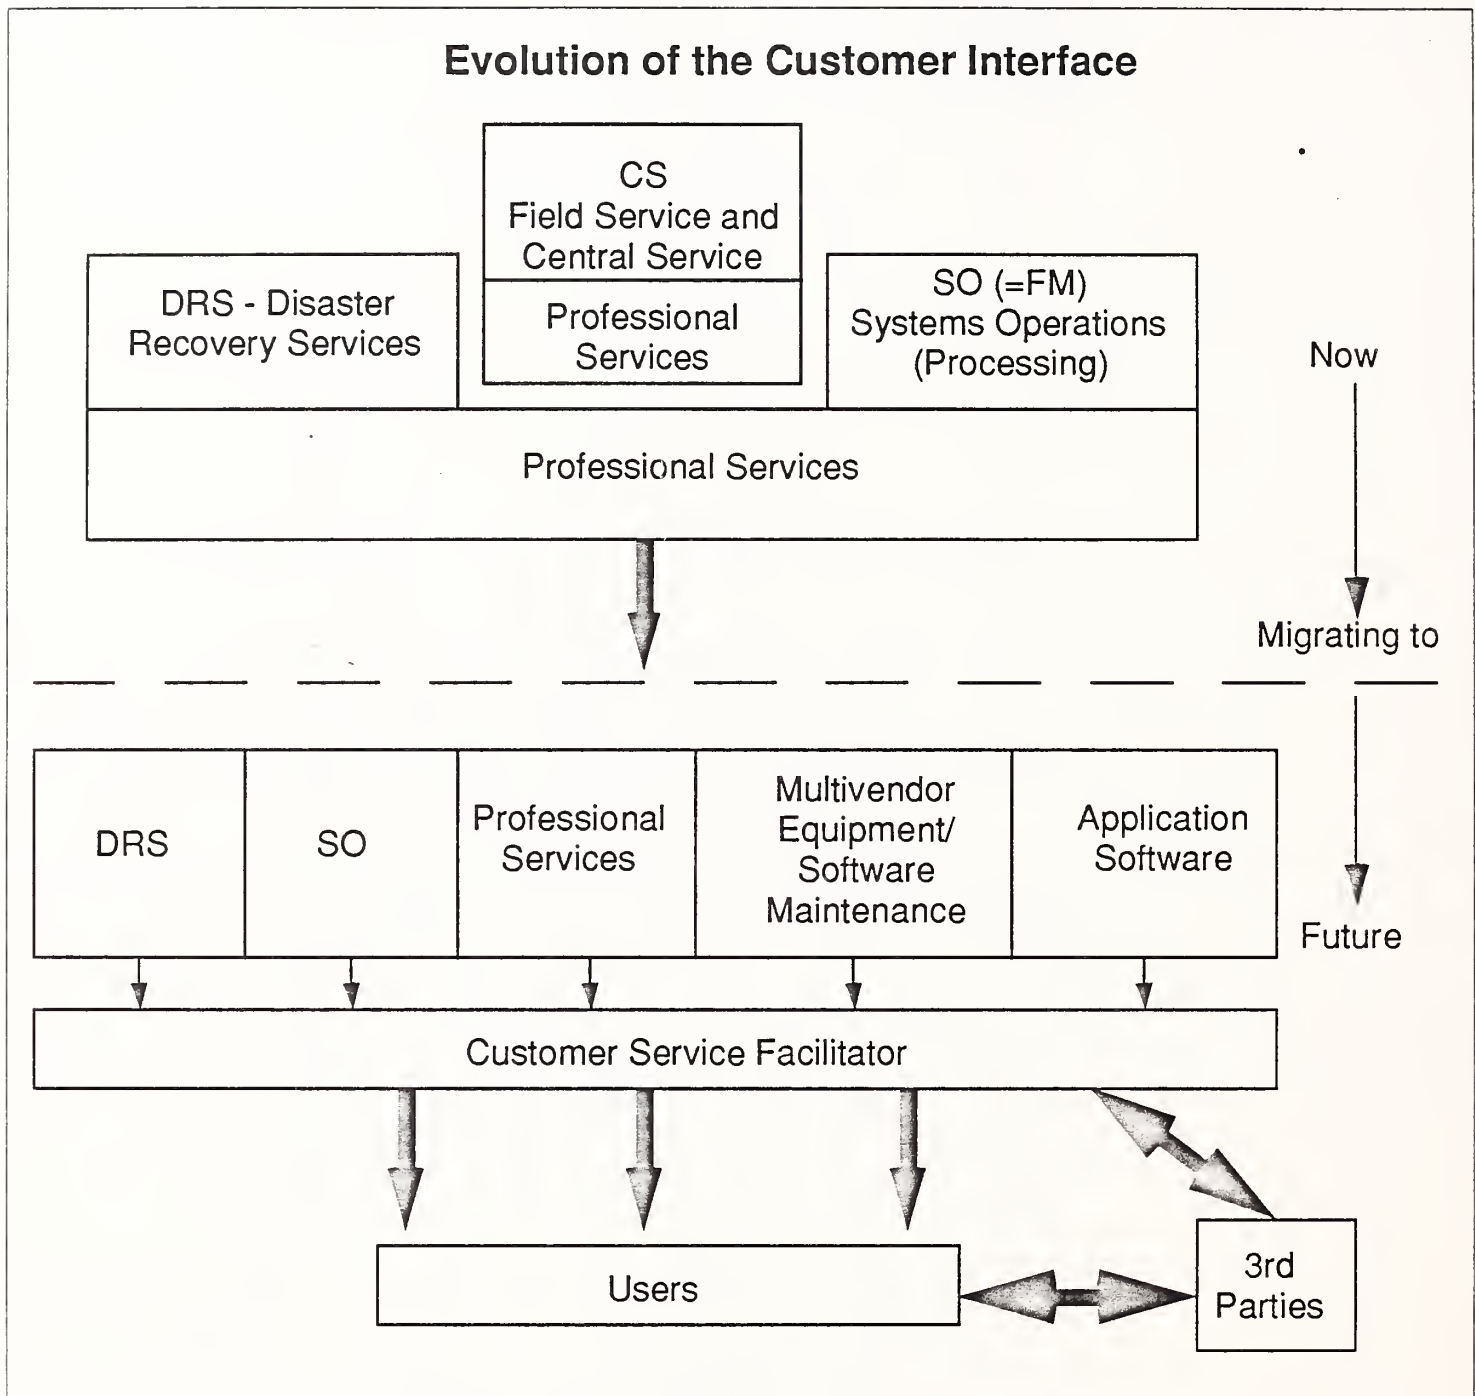 Evolution of the Customer Interface
CS
Field Service and
Central Service
Professional
Services
DRS - Disaster
Recovery Services
SO (=FM)
Systems Operations
(Processing)
Professional Services
Now
Migrating to
DRS
SO
Professional
Services
Multivendor
Equipment/
Software
Maintenance
Application
Software
Future
Customer Service Facilitator
Users
3rd
Parties